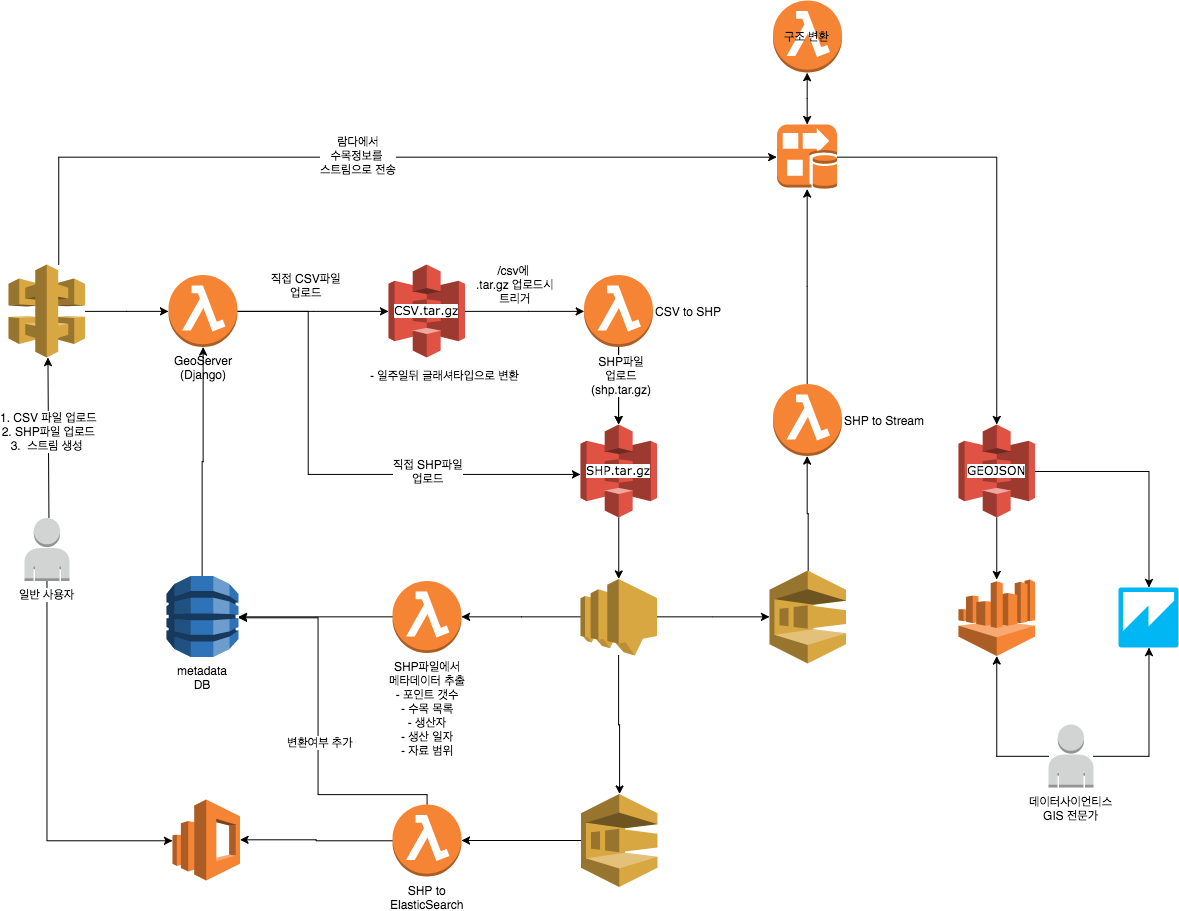 구조 변환
람다에서
수목정보를
스트림으로 전송
직접 CSV파일
업로드
/csv에
.tar.gz 업로드시
트리거
CSV.tar.gz
CSV to SHP
GeoServer
(Django)
- 일주일뒤 글래셔타입으로 변환
SHP파일
업로드
(shp.tar.gz)
1. CSV 파일 업로드
2. SHP파일 업로드
3. 스트림 생성
SHP to Stream
직접 SHP파일
업로드
SHP.tar.gz
GEOJSON
일반 사용자
metadata
DB
SHP파일에서
메타데이터 추출
- 포인트 갯수
- 수목 목록
- 생산자
- 생산 일자
- 자료 범위
변환여부 추가
데이터사이언티스
GIS 전문가
SHP to
ElasticSearch